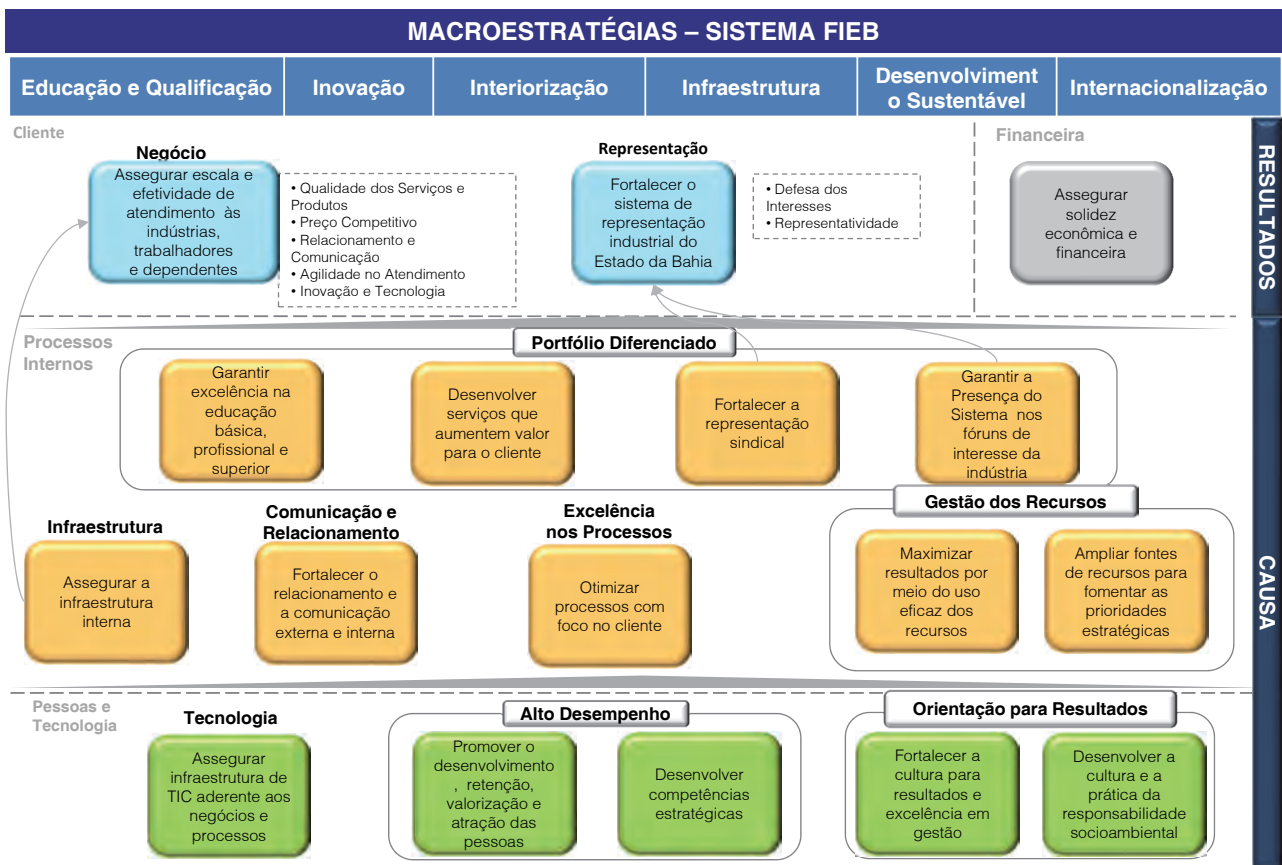 MACROESTRATÉGIAS – SISTEMA FIEB
Educação e Qualificação
Inovação
Interiorização
Infraestrutura
Desenvolviment
o Sustentável
Internacionalização
Cliente
Negócio
Assegurar escala e
efetividade de
atendimento às
indústrias,
trabalhadores
e dependentes
• Qualidade dos Serviços e
Produtos
• Preço Competitivo
• Relacionamento e
Comunicação
• Agilidade no Atendimento
• Inovação e Tecnologia
Representação
Fortalecer o
sistema de
representação
industrial do
Estado da Bahia
• Defesa dos
Interesses
• Representatividade
Financeira
Assegurar
solidez
econômica e
financeira
RESULTADOS
Processos
Internos
Portfólio Diferenciado
Garantir
excelência na
educação
básica,
profissional e
superior
Desenvolver
serviços que
aumentem valor
para o cliente
Fortalecer a
representação
sindical
Garantir a
Presença do
Sistema nos
fóruns de
interesse da
indústria
Infraestrutura
Assegurar a
infraestrutura
interna
Comunicação e
Relacionamento
Fortalecer o
relacionamento e
a comunicação
externa e interna
Excelência
nos Processos
Otimizar
processos com
foco no cliente
Gestão dos Recursos
Maximizar
resultados por
meio do uso
eficaz dos
recursos
Ampliar fontes
de recursos para
fomentar as
prioridades
estratégicas
CAUSA
Pessoas e
Tecnologia
Tecnologia
Assegurar
infraestrutura de
TIC aderente aos
negócios e
processos
Alto Desempenho
Promover o
desenvolvimento
, retenção,
valorização e
atração das
pessoas
Desenvolver
competências
estratégicas
Orientação para Resultados
Fortalecer a
cultura para
resultados e
excelência em
gestão
Desenvolver a
cultura e a
prática da
responsabilidade
socioambiental